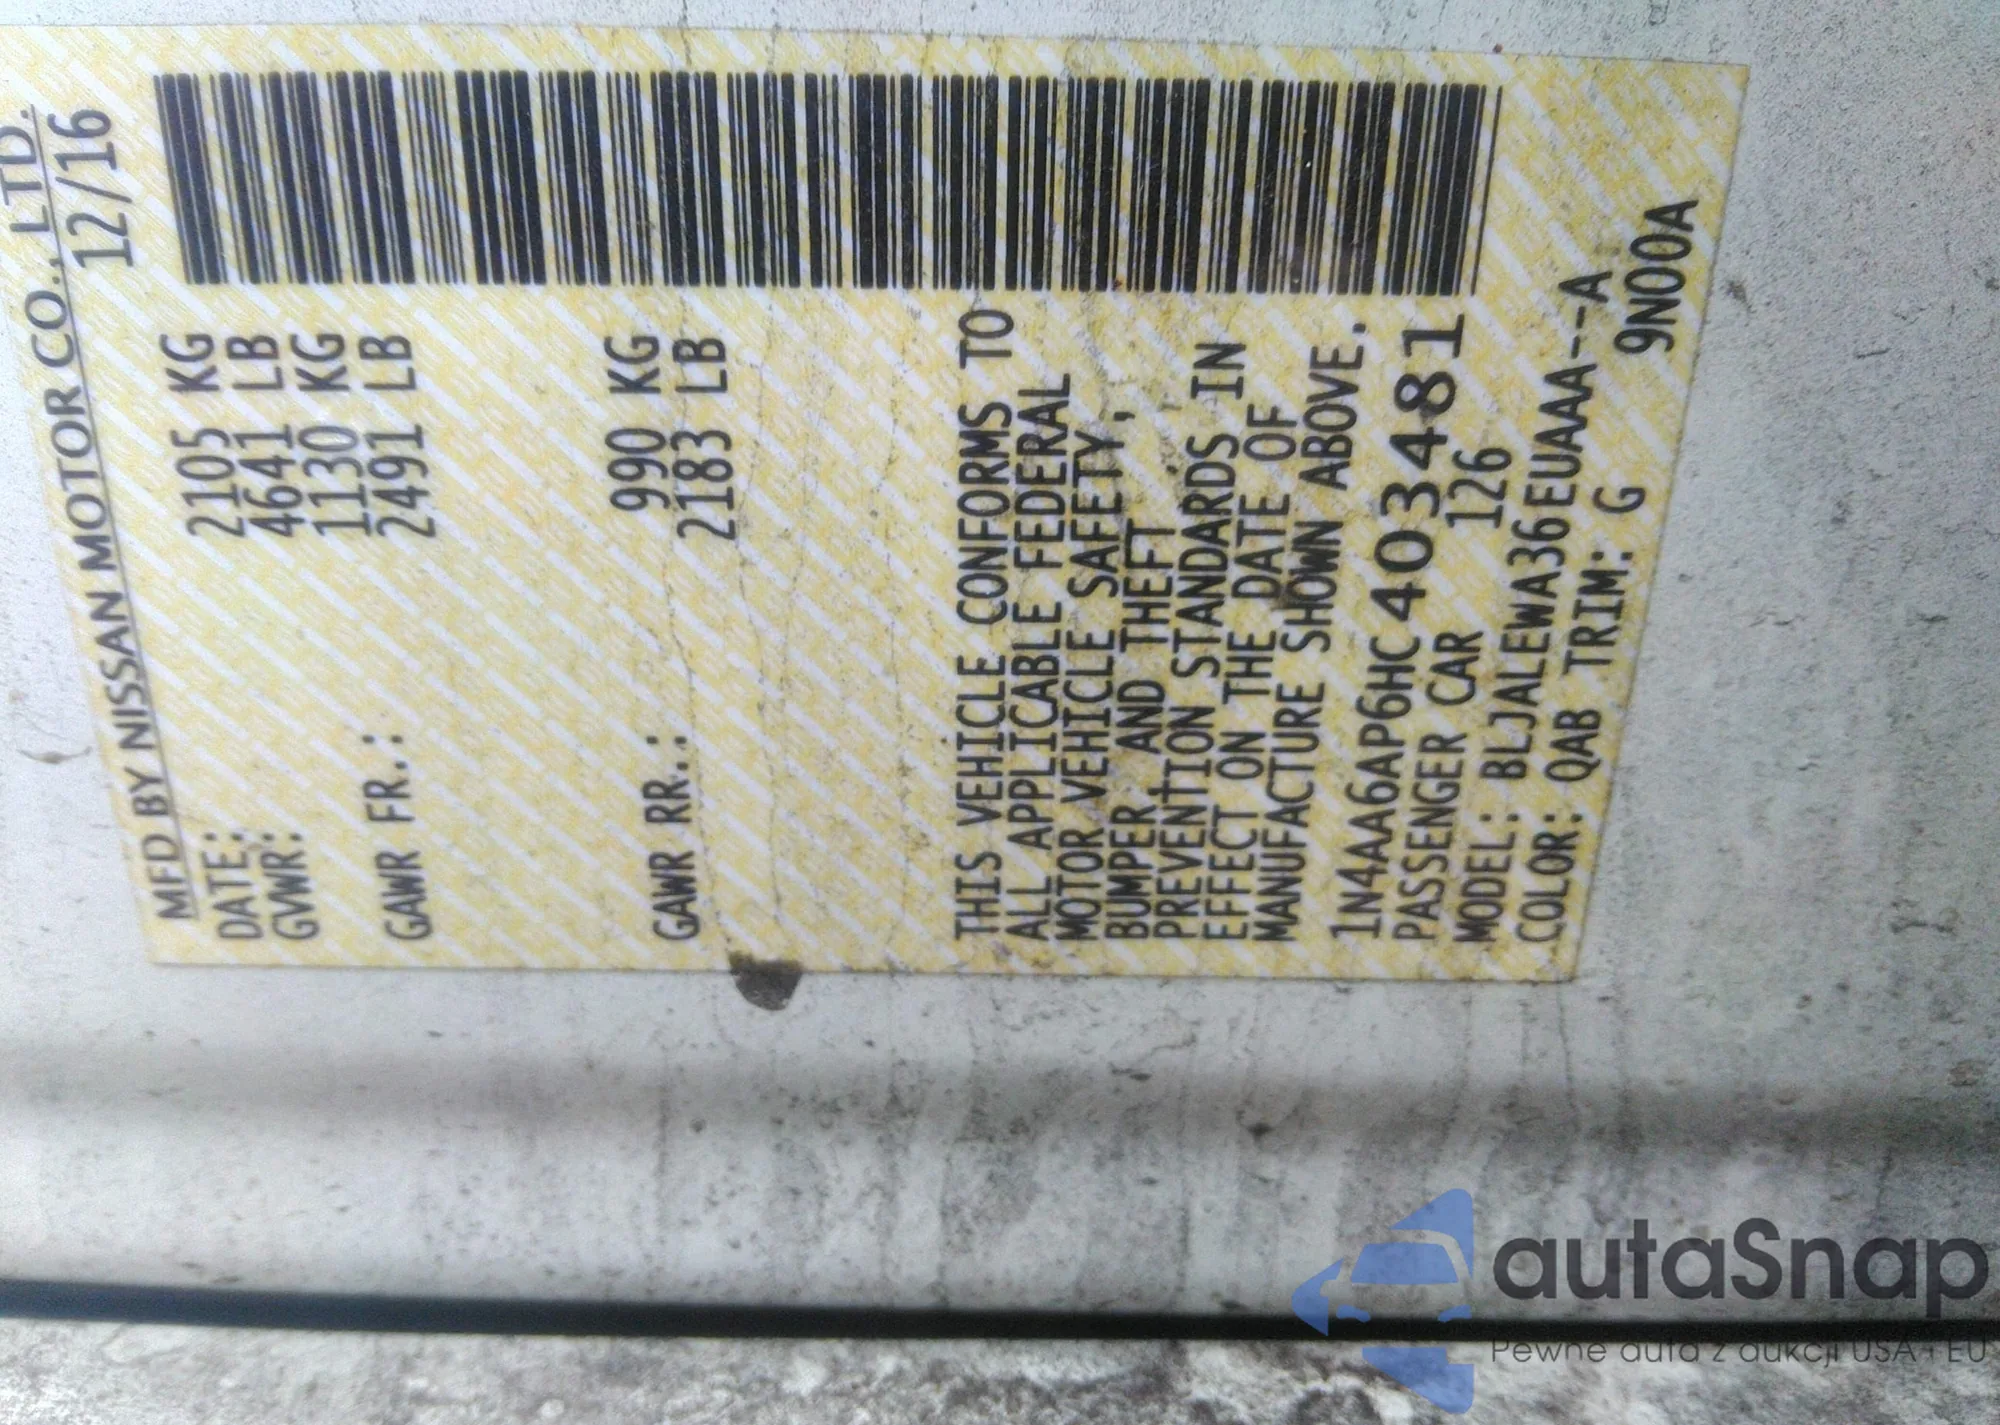 MFD BY NISSAN MOTOR CO., LTD.
DATE: 12/16
GVWR: 2105 KG
4641 LB
GAWR FR.: 1130 KG
2491 LB
GAWR RR.: 990 KG
2183 LB
THIS VEHICLE CONFORMS TO
ALL APPLICABLE FEDERAL
MOTOR VEHICLE SAFETY,
BUMPER, AND THEFT
PREVENTION STANDARDS IN
EFFECT ON THE DATE OF
MANUFACTURE SHOWN ABOVE.
1N4AA6AP6HC403481
PASSENGER CAR 126
MODEL: BLJALEWA36EUAAA--A
COLOR: QAB TRIM: G 9N00A
autaSnap
Pewne auta z aukcji USA i EU